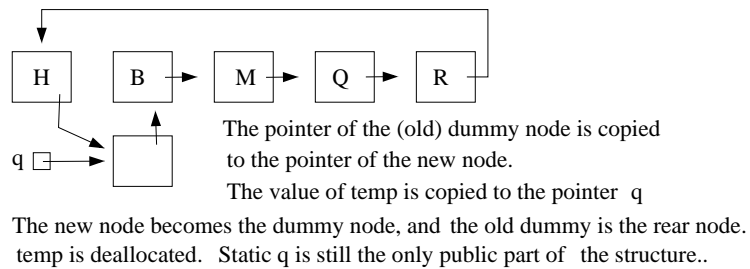 H B M Q R
The pointer of the (old) dummy node is copied
q
to the pointer of the new node.
The value of temp is copied to the pointer q
The new node becomes the dummy node, and the old dummy is the rear node.
temp is deallocated. Static q is still the only public part of the structure..